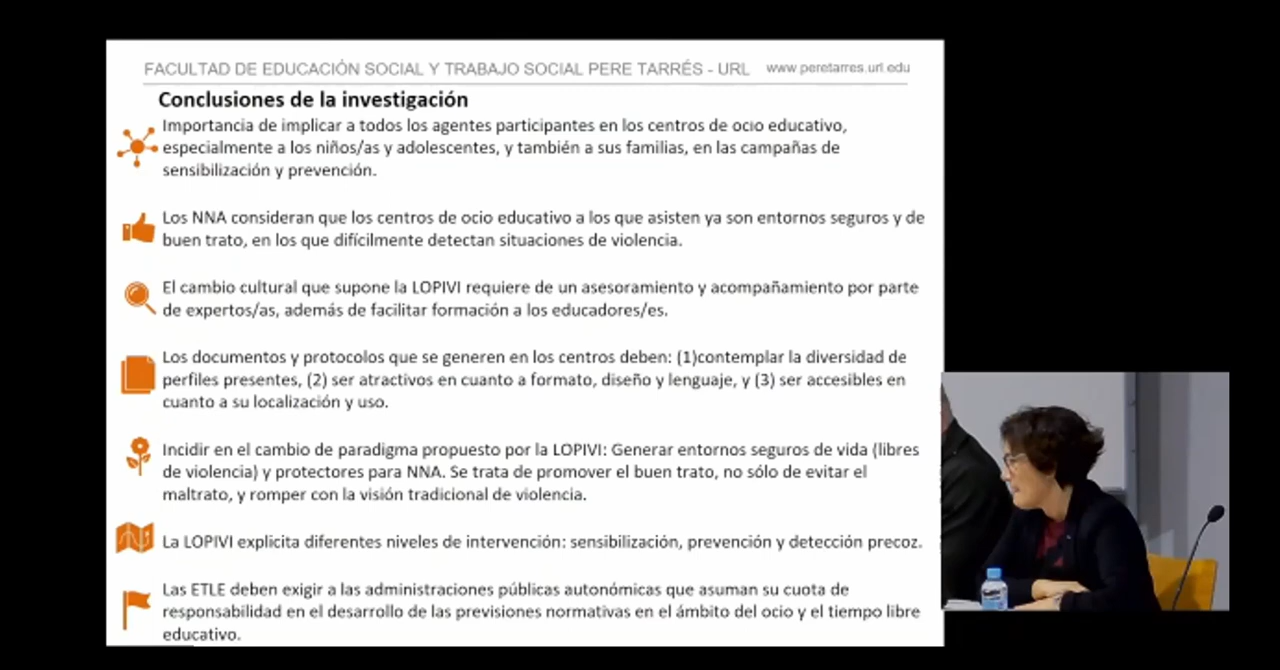 FACULTAD DE EDUCACIÓN SOCIAL Y TRABAJO SOCIAL PERE TARRÉS - URL www.peretarres.url.edu
Conclusiones de la investigación
Importancia de implicar a todos los agentes participantes en los centros de ocio educativo,
especialmente a los niños/as y adolescentes, y también a sus familias, en las campañas de
sensibilización y prevención.
Los NNA consideran que los centros de ocio educativo a los que asisten ya son entornos seguros y de
buen trato, en los que difícilmente detectan situaciones de violencia.
El cambio cultural que supone la LOPIVI requiere de un asesoramiento y acompañamiento por parte
de expertos/as, además de facilitar formación a los educadores/es.
Los documentos y protocolos que se generen en los centros deben: (1)contemplar la diversidad de
perfiles presentes, (2) ser atractivos en cuanto a formato, diseño y lenguaje, y (3) ser accesibles en
cuanto a su localización y uso.
Incidir en el cambio de paradigma propuesto por la LOPIVI: Generar entornos seguros de vida (libres
de violencia) y protectores para NNA. Se trata de promover el buen trato, no sólo de evitar el
maltrato, y romper con la visión tradicional de violencia.
La LOPIVI explicita diferentes niveles de intervención: sensibilización, prevención y detección precoz.
Las ETLE deben exigir a las administraciones públicas autonómicas que asuman su cuota de
responsabilidad en el desarrollo de las previsiones normativas en el ámbito del ocio y el tiempo libre
educativo.